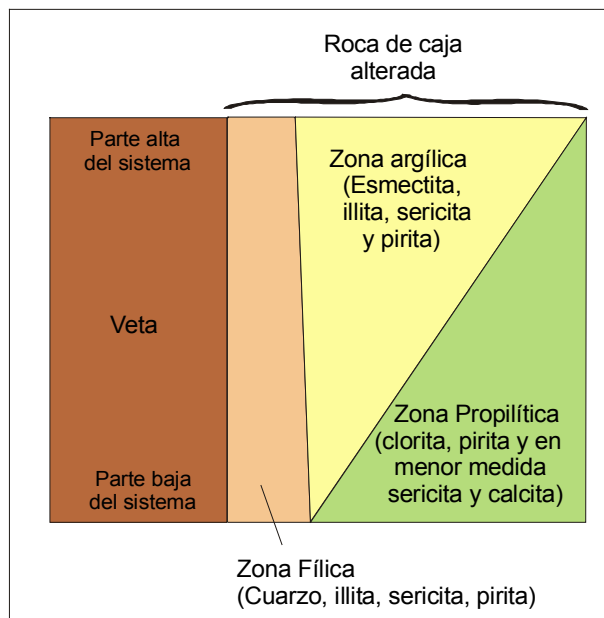 Roca de caja
alterada
Parte alta
del sistema
Zona argílica
(Esmectita,
illita, sericita
y pirita)
Veta
Zona Propilítica
(clorita, pirita y en
menor medida
sericita y calcita)
Parte baja
del sistema
Zona Fílica
(Cuarzo, illita, sericita, pirita)